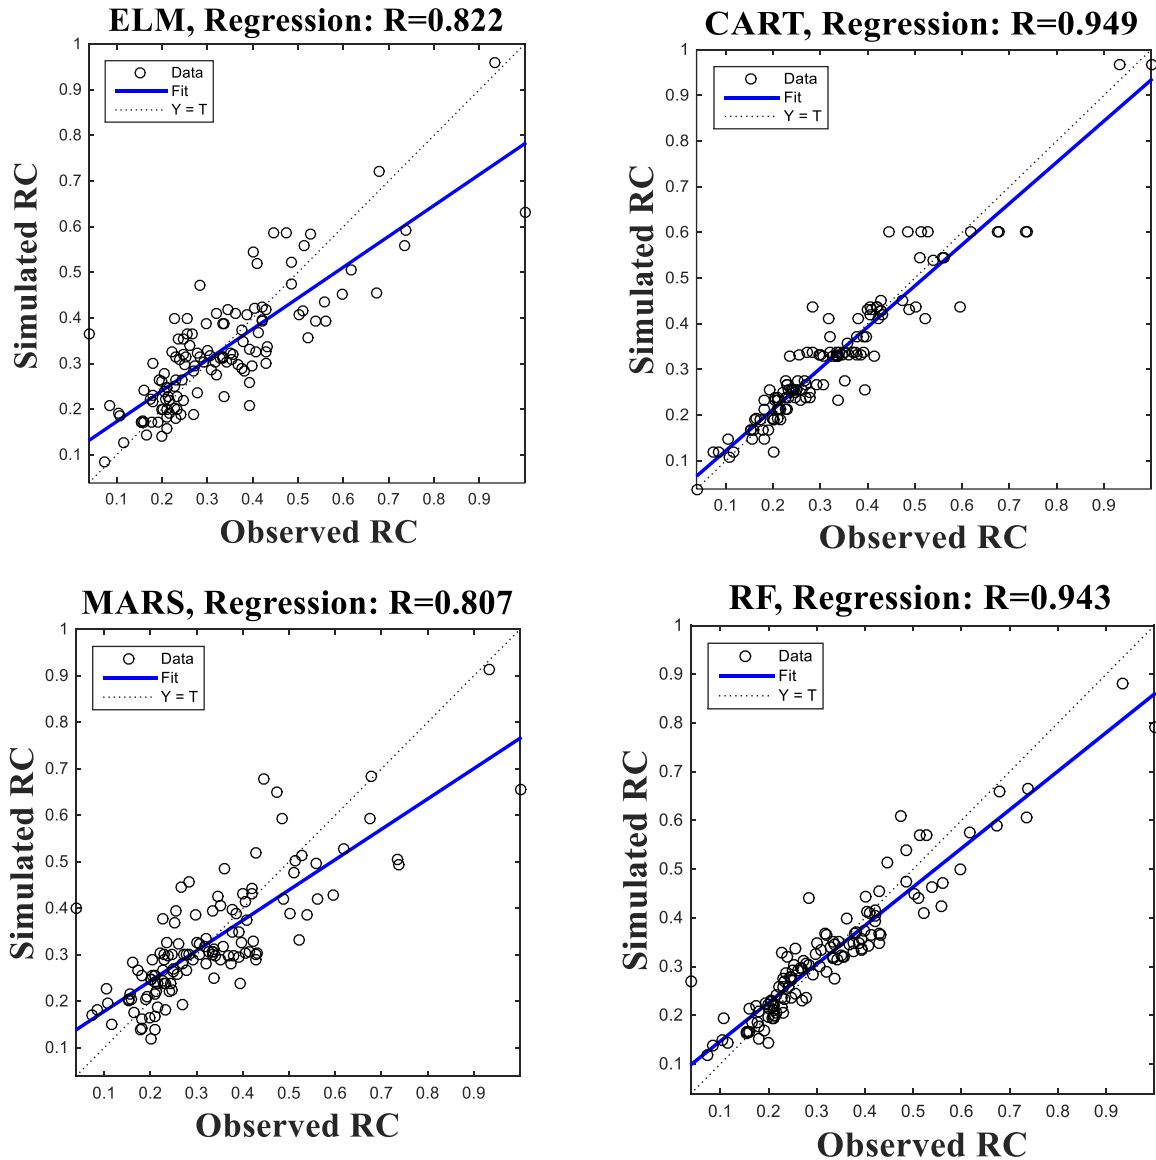 ELM, Regression: R=0.822
1
0.9
0.8
0.7
0.6
0.5
0.4
0.3
0.2
0.1
Simulated RC
Data
Fit
Y = T
0.1 0.2 0.3 0.4 0.5 0.6 0.7 0.8 0.9
Observed RC
CART, Regression: R=0.949
1
0.9
0.8
0.7
0.6
0.5
0.4
0.3
0.2
0.1
Simulated RC
Data
Fit
Y = T
0.1 0.2 0.3 0.4 0.5 0.6 0.7 0.8 0.9
Observed RC
MARS, Regression: R=0.807
1
0.9
0.8
0.7
0.6
0.5
0.4
0.3
0.2
0.1
Simulated RC
Data
Fit
Y = T
0.1 0.2 0.3 0.4 0.5 0.6 0.7 0.8 0.9
Observed RC
RF, Regression: R=0.943
1
0.9
0.8
0.7
0.6
0.5
0.4
0.3
0.2
0.1
Simulated RC
Data
Fit
Y = T
0.1 0.2 0.3 0.4 0.5 0.6 0.7 0.8 0.9
Observed RC